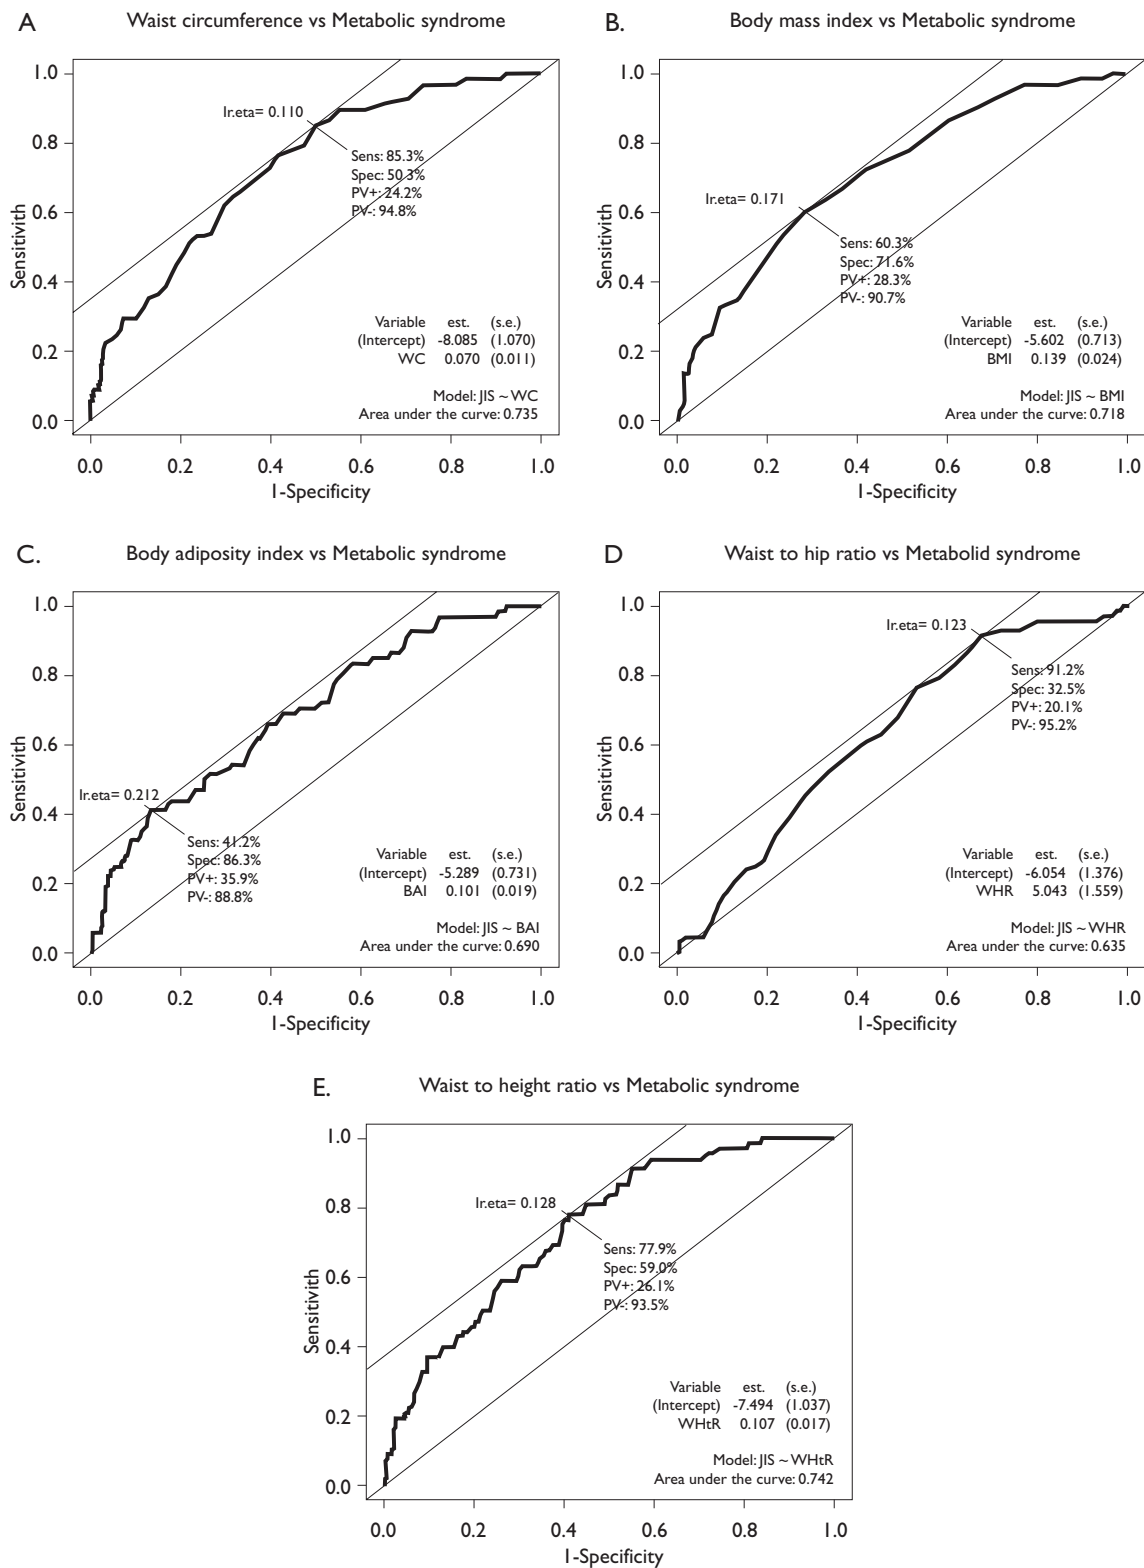 A
Waist circumference vs Metabolic syndrome
1.0
0.8
0.6
0.4
0.2
0.0
Sensitivith
lr.eta= 0.110
Sens: 85.3%
Spec: 50.3%
PV+: 24.2%
PV-: 94.8%
Variable est. (s.e.)
(Intercept) -8.085 (1.070)
WC 0.070 (0.011)
Model: JIS ~ WC
Area under the curve: 0.735
0.0 0.2 0.4 0.6 0.8 1.0
1-Specificity
B.
Body mass index vs Metabolic syndrome
1.0
0.8
0.6
0.4
0.2
0.0
Sensitivith
lr.eta= 0.171
Sens: 60.3%
Spec: 71.6%
PV+: 28.3%
PV-: 90.7%
Variable est. (s.e.)
(Intercept) -5.602 (0.713)
BMI 0.139 (0.024)
Model: JIS ~ BMI
Area under the curve: 0.718
0.0 0.2 0.4 0.6 0.8 1.0
1-Specificity
C.
Body adiposity index vs Metabolic syndrome
1.0
0.8
0.6
0.4
0.2
0.0
Sensitivith
lr.eta= 0.212
Sens: 41.2%
Spec: 86.3%
PV+: 35.9%
PV-: 88.8%
Variable est. (s.e.)
(Intercept) -5.289 (0.731)
BAI 0.101 (0.019)
Model: JIS ~ BAI
Area under the curve: 0.690
0.0 0.2 0.4 0.6 0.8 1.0
1-Specificity
D
Waist to hip ratio vs Metabolid syndrome
1.0
0.8
0.6
0.4
0.2
0.0
Sensitivith
lr.eta= 0.123
Sens: 91.2%
Spec: 32.5%
PV+: 20.1%
PV-: 95.2%
Variable est. (s.e.)
(Intercept) -6.054 (1.376)
WHR 5.043 (1.559)
Model: JIS ~ WHR
Area under the curve: 0.635
0.0 0.2 0.4 0.6 0.8 1.0
1-Specificity
E.
Waist to height ratio vs Metabolic syndrome
1.0
0.8
0.6
0.4
0.2
0.0
Sensitivith
lr.eta= 0.128
Sens: 77.9%
Spec: 59.0%
PV+: 26.1%
PV-: 93.5%
Variable est. (s.e.)
(Intercept) -7.494 (1.037)
WHtR 0.107 (0.017)
Model: JIS ~ WHtR
Area under the curve: 0.742
0.0 0.2 0.4 0.6 0.8 1.0
1-Specificity